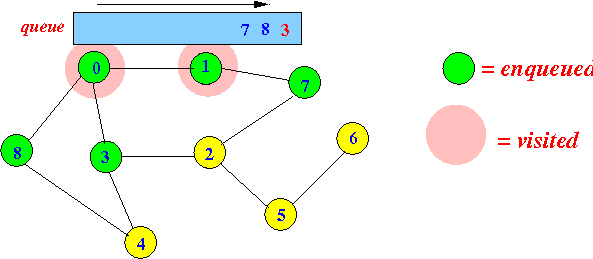 queue 7 8 3
0 1
7
= enqueued
8 3 2 6
= visited
5
4